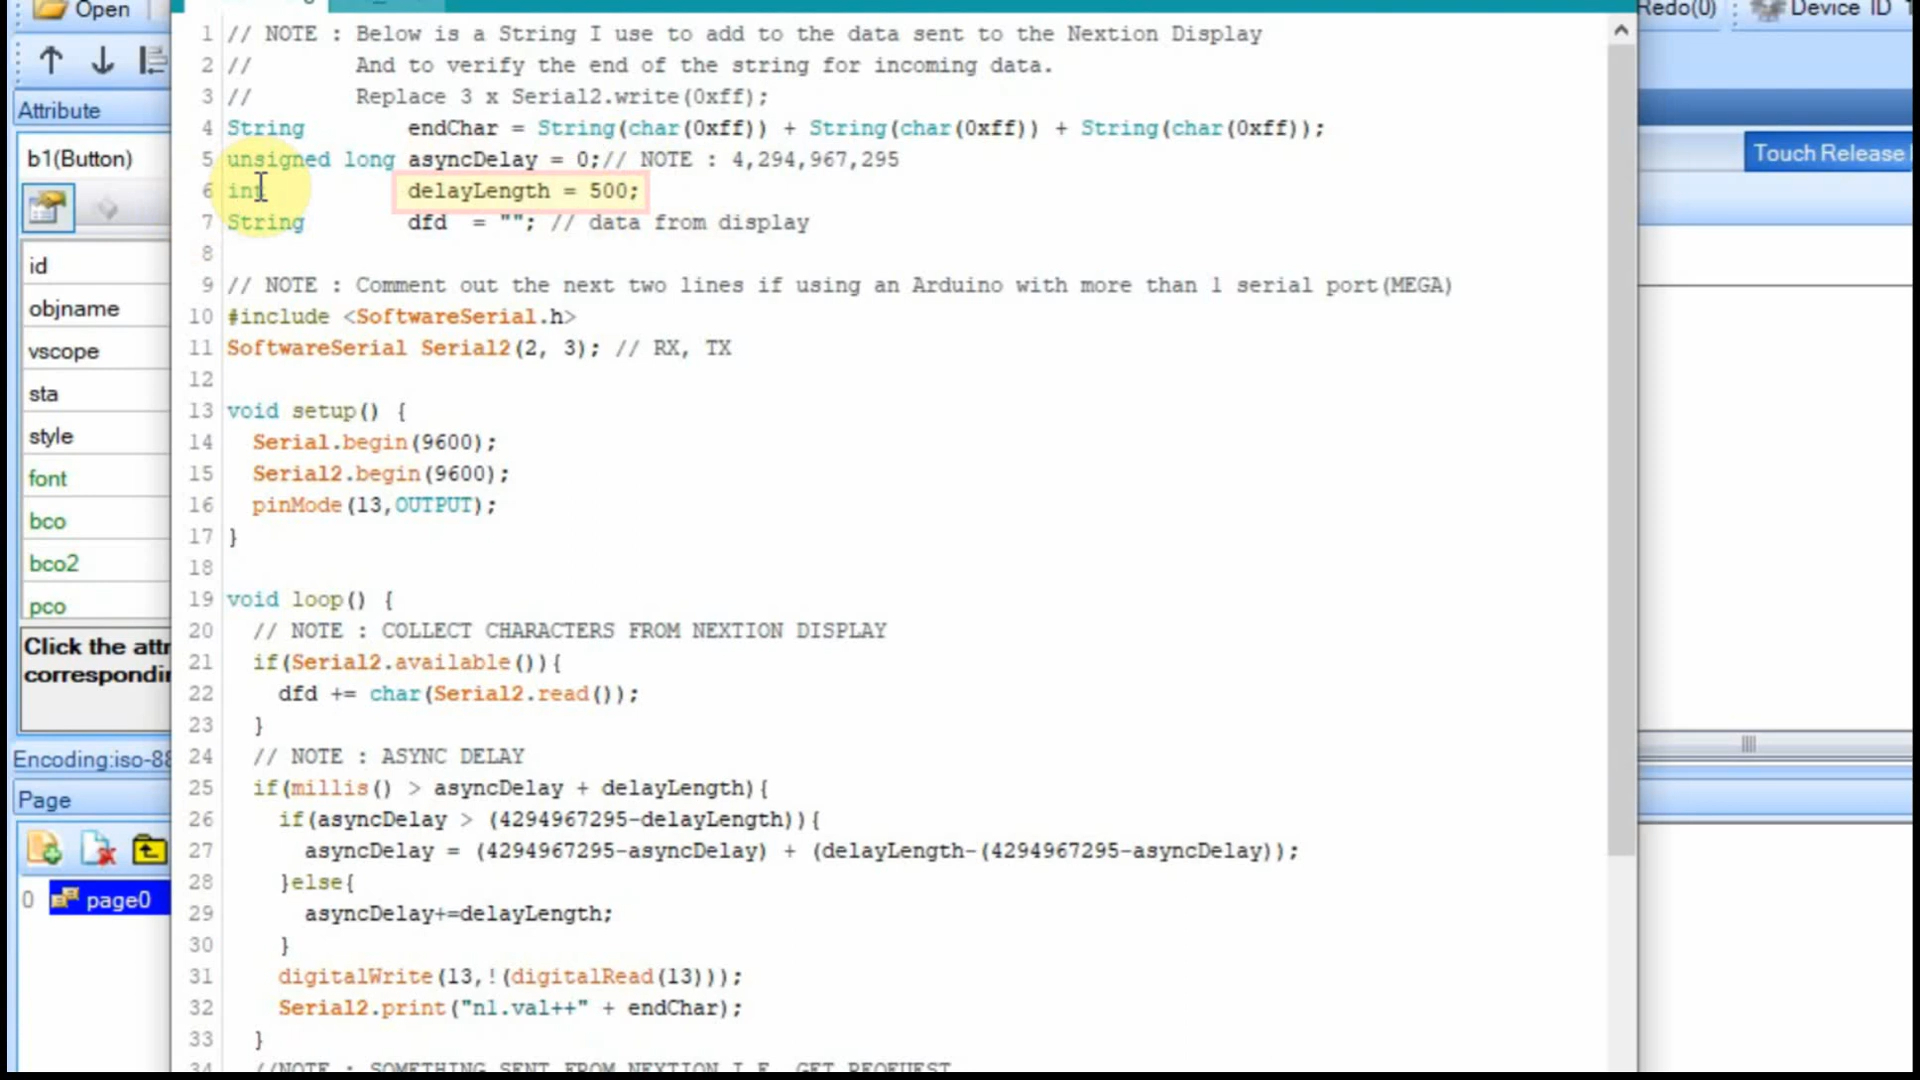 Open
Redo(0)
Device ID
Attribute
b1(Button)
id
objname
vscope
sta
style
font
bco
bco2
pco
Click the attr
correspondin
Encoding:iso-88
Page
0 page0
Touch Release
1 // NOTE : Below is a String I use to add to the data sent to the Nextion Display
2 // And to verify the end of the string for incoming data.
3 // Replace 3 x Serial2.write(0xff);
4 String endChar = String(char(0xff)) + String(char(0xff)) + String(char(0xff));
5 unsigned long asyncDelay = 0;// NOTE : 4,294,967,295
6 int delayLength = 500;
7 String dfd = ""; // data from display
8
9 // NOTE : Comment out the next two lines if using an Arduino with more than 1 serial port(MEGA)
10 #include <SoftwareSerial.h>
11 SoftwareSerial Serial2(2, 3); // RX, TX
12
13 void setup() {
14 Serial.begin(9600);
15 Serial2.begin(9600);
16 pinMode(13,OUTPUT);
17 }
18
19 void loop() {
20 // NOTE : COLLECT CHARACTERS FROM NEXTION DISPLAY
21 if(Serial2.available()){
22 dfd += char(Serial2.read());
23 }
24 // NOTE : ASYNC DELAY
25 if(millis() > asyncDelay + delayLength){
26 if(asyncDelay > (4294967295-delayLength)){
27 asyncDelay = (4294967295-asyncDelay) + (delayLength-(4294967295-asyncDelay));
28 }else{
29 asyncDelay+=delayLength;
30 }
31 digitalWrite(13,!(digitalRead(13)));
32 Serial2.print("n1.val++" + endChar);
33 }
34 //NOTE : SOMETHING SENT FROM NEXTION I.E. GET REQEUEST